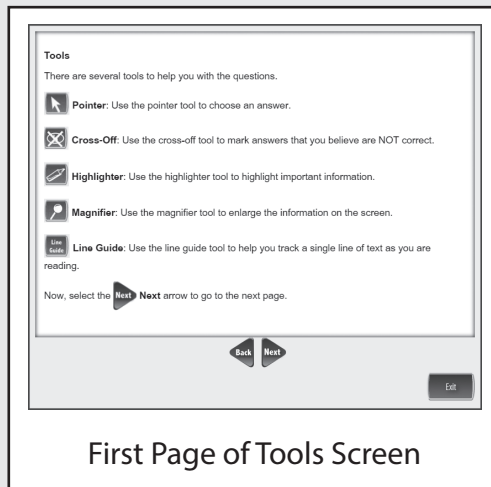 Tools
There are several tools to help you with the questions.
Pointer: Use the pointer tool to choose an answer.
Cross-Off: Use the cross-off tool to mark answers that you believe are NOT correct.
Highlighter: Use the highlighter tool to highlight important information.
Magnifier: Use the magnifier tool to enlarge the information on the screen.
Line Guide Line Guide: Use the line guide tool to help you track a single line of text as you are
reading.
Now, select the Next Next arrow to go to the next page.
Back Next
Exit
First Page of Tools Screen